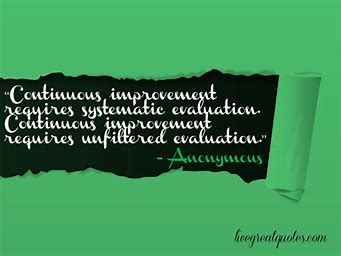 “Continuous improvement
requires systematic evaluation.
Continuous improvement
requires unfiltered evaluation.”
- Anonymous
livegreatquotes.com